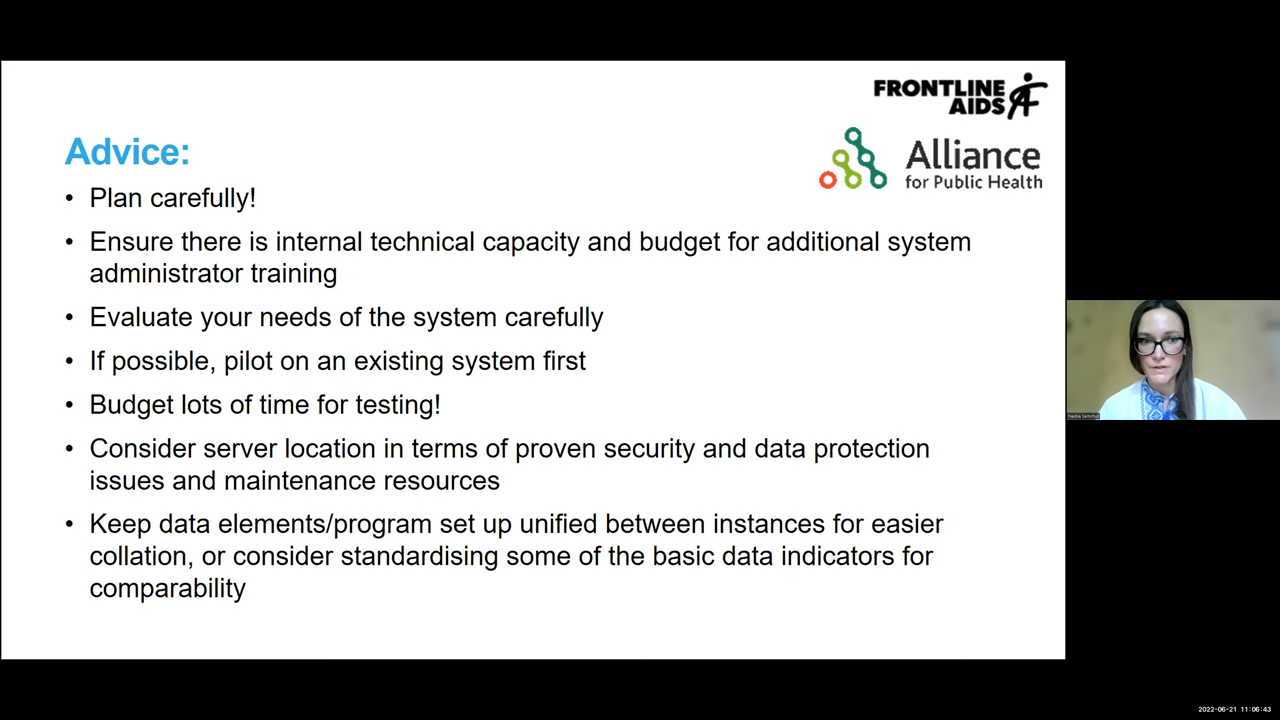 FRONTLINE
AIDS
Alliance
for Public Health
Advice:
• Plan carefully!
• Ensure there is internal technical capacity and budget for additional system
administrator training
• Evaluate your needs of the system carefully
• If possible, pilot on an existing system first
• Budget lots of time for testing!
• Consider server location in terms of proven security and data protection
issues and maintenance resources
• Keep data elements/program set up unified between instances for easier
collation, or consider standardising some of the basic data indicators for
comparability
2022-06-21 11:06:43